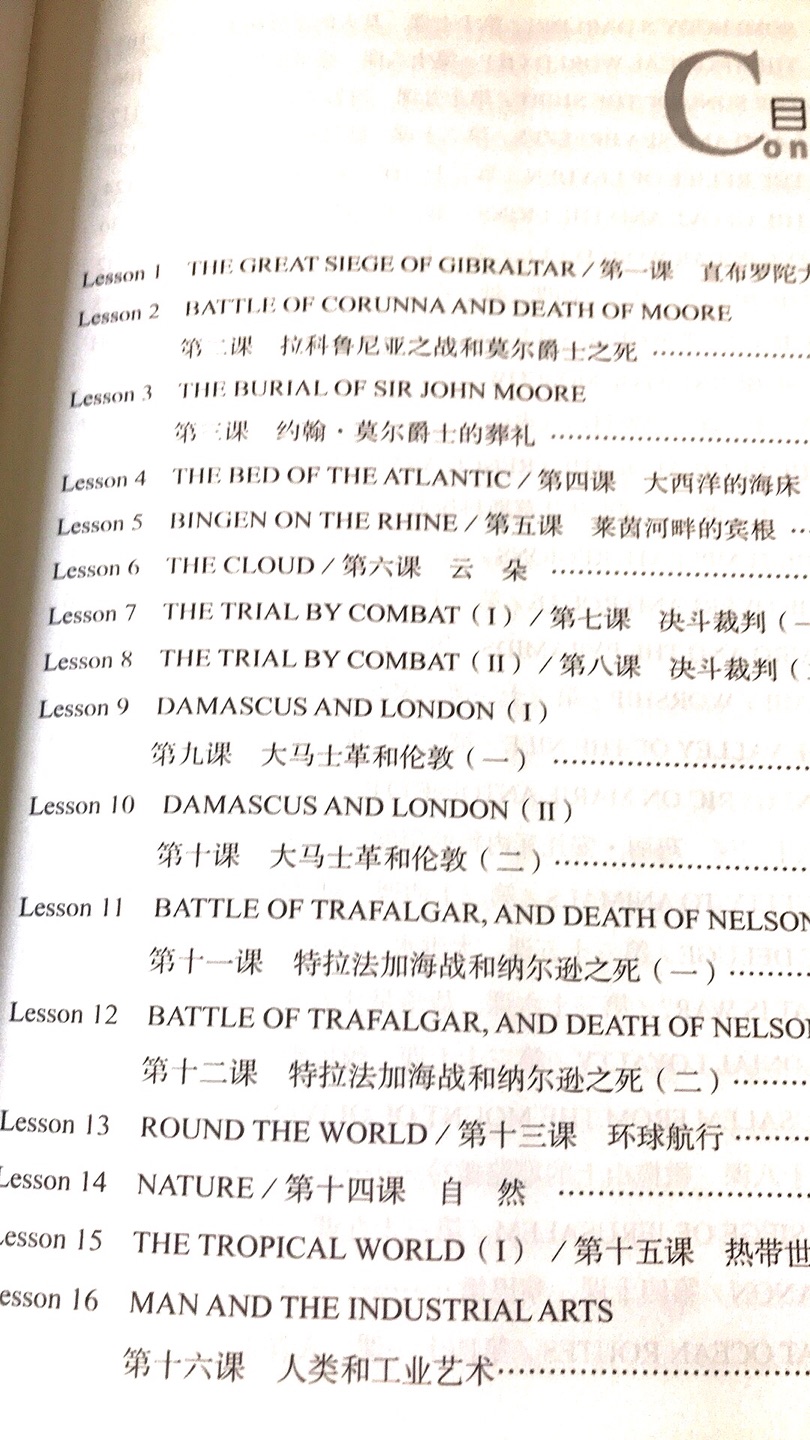 目
Con
Lesson 1 THE GREAT SIEGE OF GIBRALTAR/第一课 直布罗陀大
Lesson 2 BATTLE OF CORUNNA AND DEATH OF MOORE
第二课 拉科鲁尼亚之战和莫尔爵士之死 ……………
Lesson 3 THE BURIAL OF SIR JOHN MOORE
第三课 约翰·莫尔爵士的葬礼 ……………
Lesson 4 THE BED OF THE ATLANTIC/第四课 大西洋的海床
Lesson 5 BINGEN ON THE RHINE/第五课 莱茵河畔的宾根 …
Lesson 6 THE CLOUD/第六课 云 朵 ……………
Lesson 7 THE TRIAL BY COMBAT(I)/第七课 决斗裁判(一
Lesson 8 THE TRIAL BY COMBAT(II)/第八课 决斗裁判(
Lesson 9 DAMASCUS AND LONDON(I)
第九课 大马士革和伦敦(一) ……………
Lesson 10 DAMASCUS AND LONDON(II)
第十课 大马士革和伦敦(二)……………
Lesson 11 BATTLE OF TRAFALGAR, AND DEATH OF NELSON
第十一课 特拉法加海战和纳尔逊之死(一)……
Lesson 12 BATTLE OF TRAFALGAR, AND DEATH OF NELSON
第十二课 特拉法加海战和纳尔逊之死(二)……
Lesson 13 ROUND THE WORLD/第十三课 环球航行……
Lesson 14 NATURE/第十四课 自 然 ……………
esson 15 THE TROPICAL WORLD(I) /第十五课 热带世
esson 16 MAN AND THE INDUSTRIAL ARTS
第十六课 人类和工业艺术……………